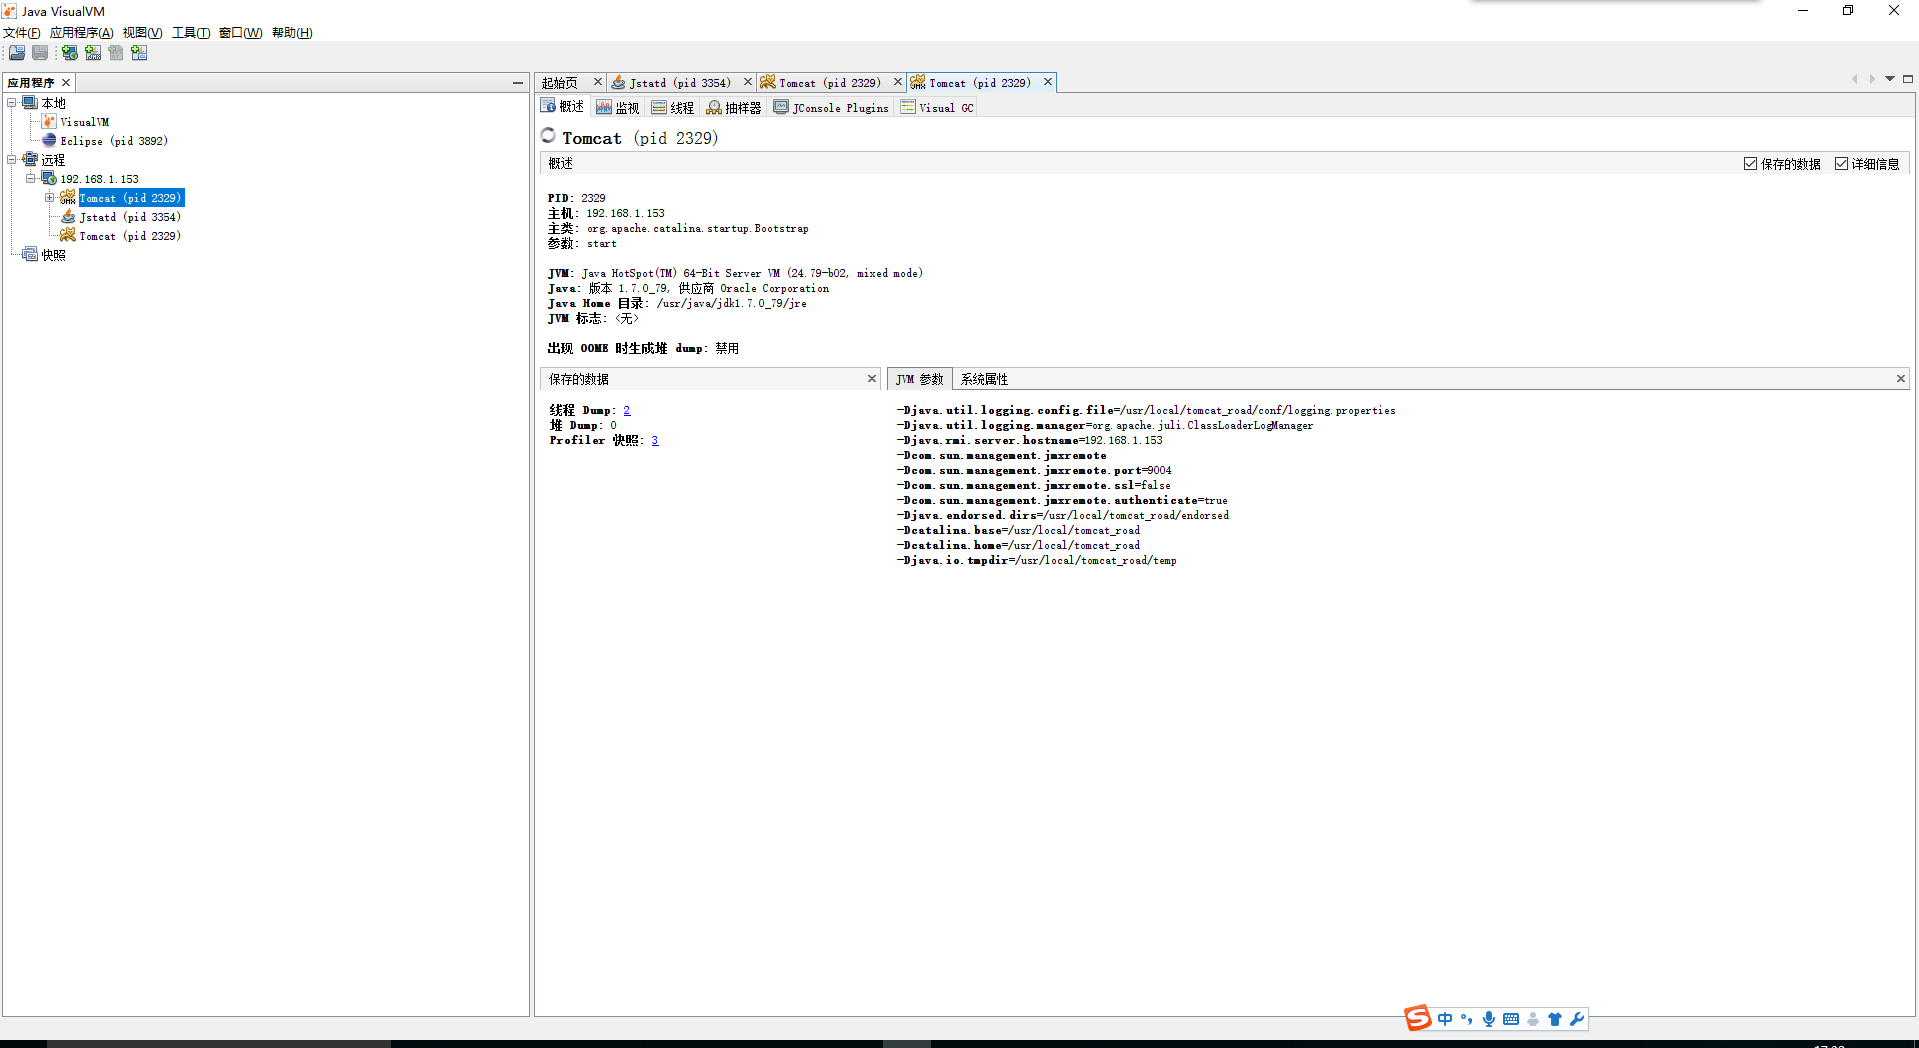 Java VisualVM
文件(F) 应用程序(A) 视图(V) 工具(T) 窗口(W) 帮助(H)
应用程序
本地
VisualVM
Eclipse (pid 3892)
远程
192.168.1.153
Tomcat (pid 2329)
Jstatd (pid 3354)
Tomcat (pid 2329)
快照
起始页 Jstatd (pid 3354) Tomcat (pid 2329) Tomcat (pid 2329)
概述 监视 线程 抽样器 JConsole Plugins Visual GC
Tomcat (pid 2329)
概述 保存的数据 详细信息
PID: 2329
主机: 192.168.1.153
主类: org.apache.catalina.startup.Bootstrap
参数: start
JVM: Java HotSpot(TM) 64-Bit Server VM (24.79-b02, mixed mode)
Java: 版本 1.7.0_79, 供应商 Oracle Corporation
Java Home 目录: /usr/java/jdk1.7.0_79/jre
JVM 标志: <无>
出现 OOME 时生成堆 dump: 禁用
保存的数据
线程 Dump: 2
堆 Dump: 0
Profiler 快照: 3
JVM 参数 系统属性
-Djava.util.logging.config.file=/usr/local/tomcat_road/conf/logging.properties
-Djava.util.logging.manager=org.apache.juli.ClassLoaderLogManager
-Djava.rmi.server.hostname=192.168.1.153
-Dcom.sun.management.jmxremote
-Dcom.sun.management.jmxremote.port=9004
-Dcom.sun.management.jmxremote.ssl=false
-Dcom.sun.management.jmxremote.authenticate=true
-Djava.endorsed.dirs=/usr/local/tomcat_road/endorsed
-Dcatalina.base=/usr/local/tomcat_road
-Dcatalina.home=/usr/local/tomcat_road
-Djava.io.tmpdir=/usr/local/tomcat_road/temp
S 中